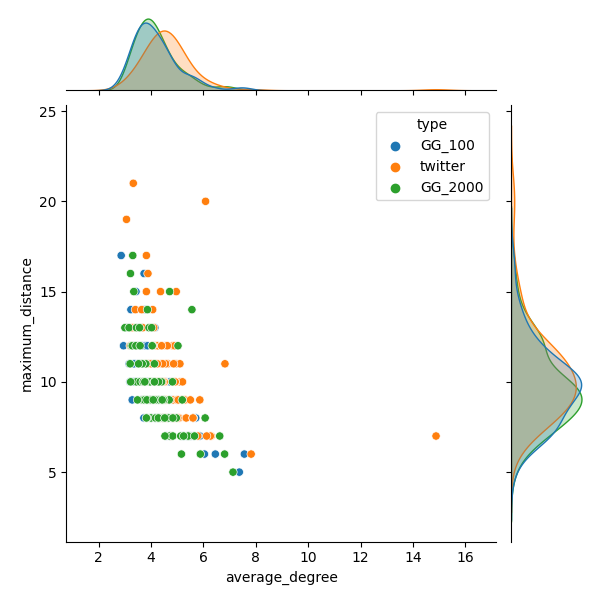 25
20
15
10
5
maximum_distance
type
GG_100
twitter
GG_2000
2 4 6 8 10 12 14 16
average_degree